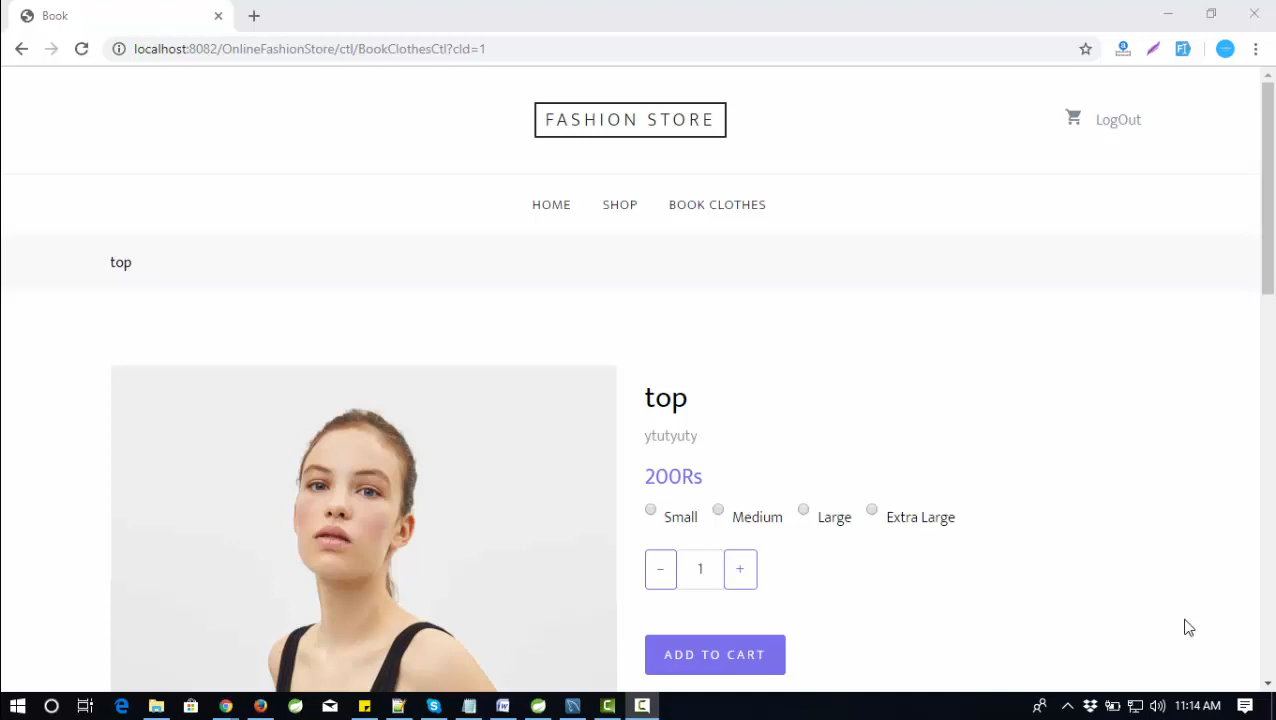 Book
localhost:8082/OnlineFashionStore/ctl/BookClothesCtl?cId=1
FASHION STORE
LogOut
HOME SHOP BOOK CLOTHES
top
top
ytutyuty
200Rs
Small Medium Large Extra Large
- 1 +
ADD TO CART
11:14 AM